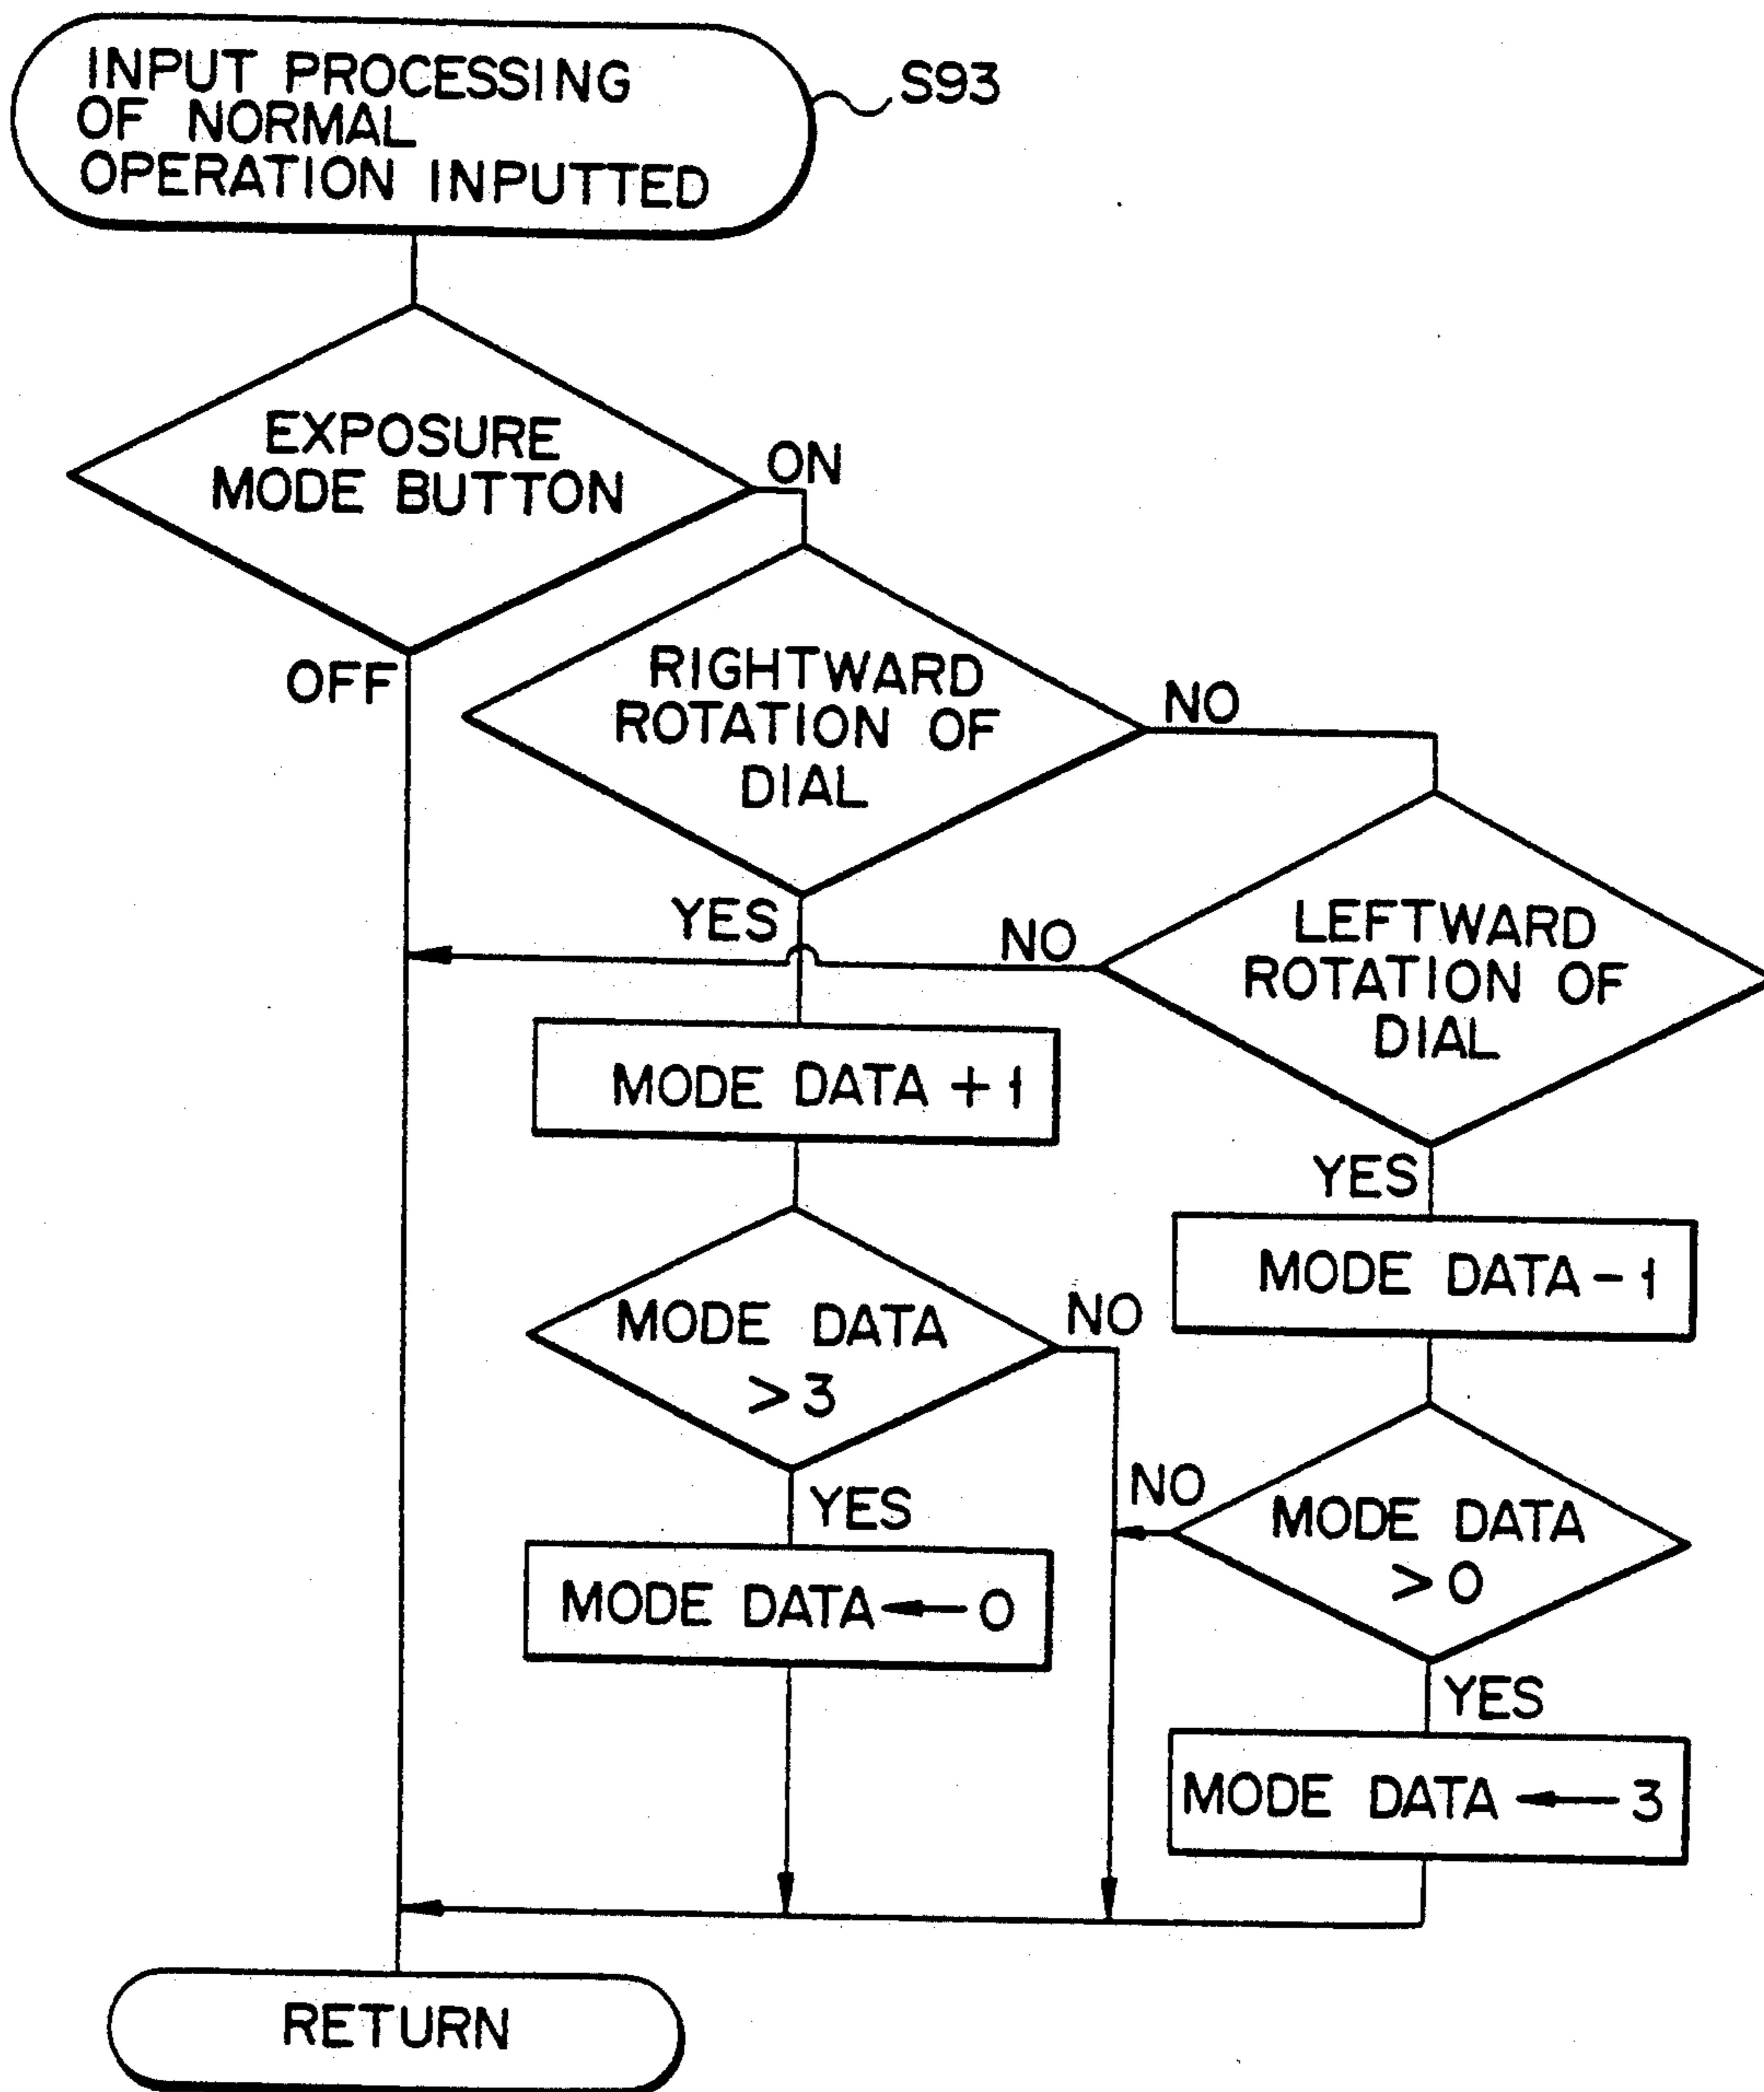 INPUT PROCESSING
OF NORMAL
OPERATION INPUTTED
S93
EXPOSURE
MODE BUTTON
ON
OFF
RIGHTWARD
ROTATION OF
DIAL
NO
YES
LEFTWARD
ROTATION OF
DIAL
NO
YES
MODE DATA + 1
MODE DATA - 1
MODE DATA
> 3
NO
YES
MODE DATA
> 0
NO
YES
MODE DATA ← 0
MODE DATA ← 3
RETURN